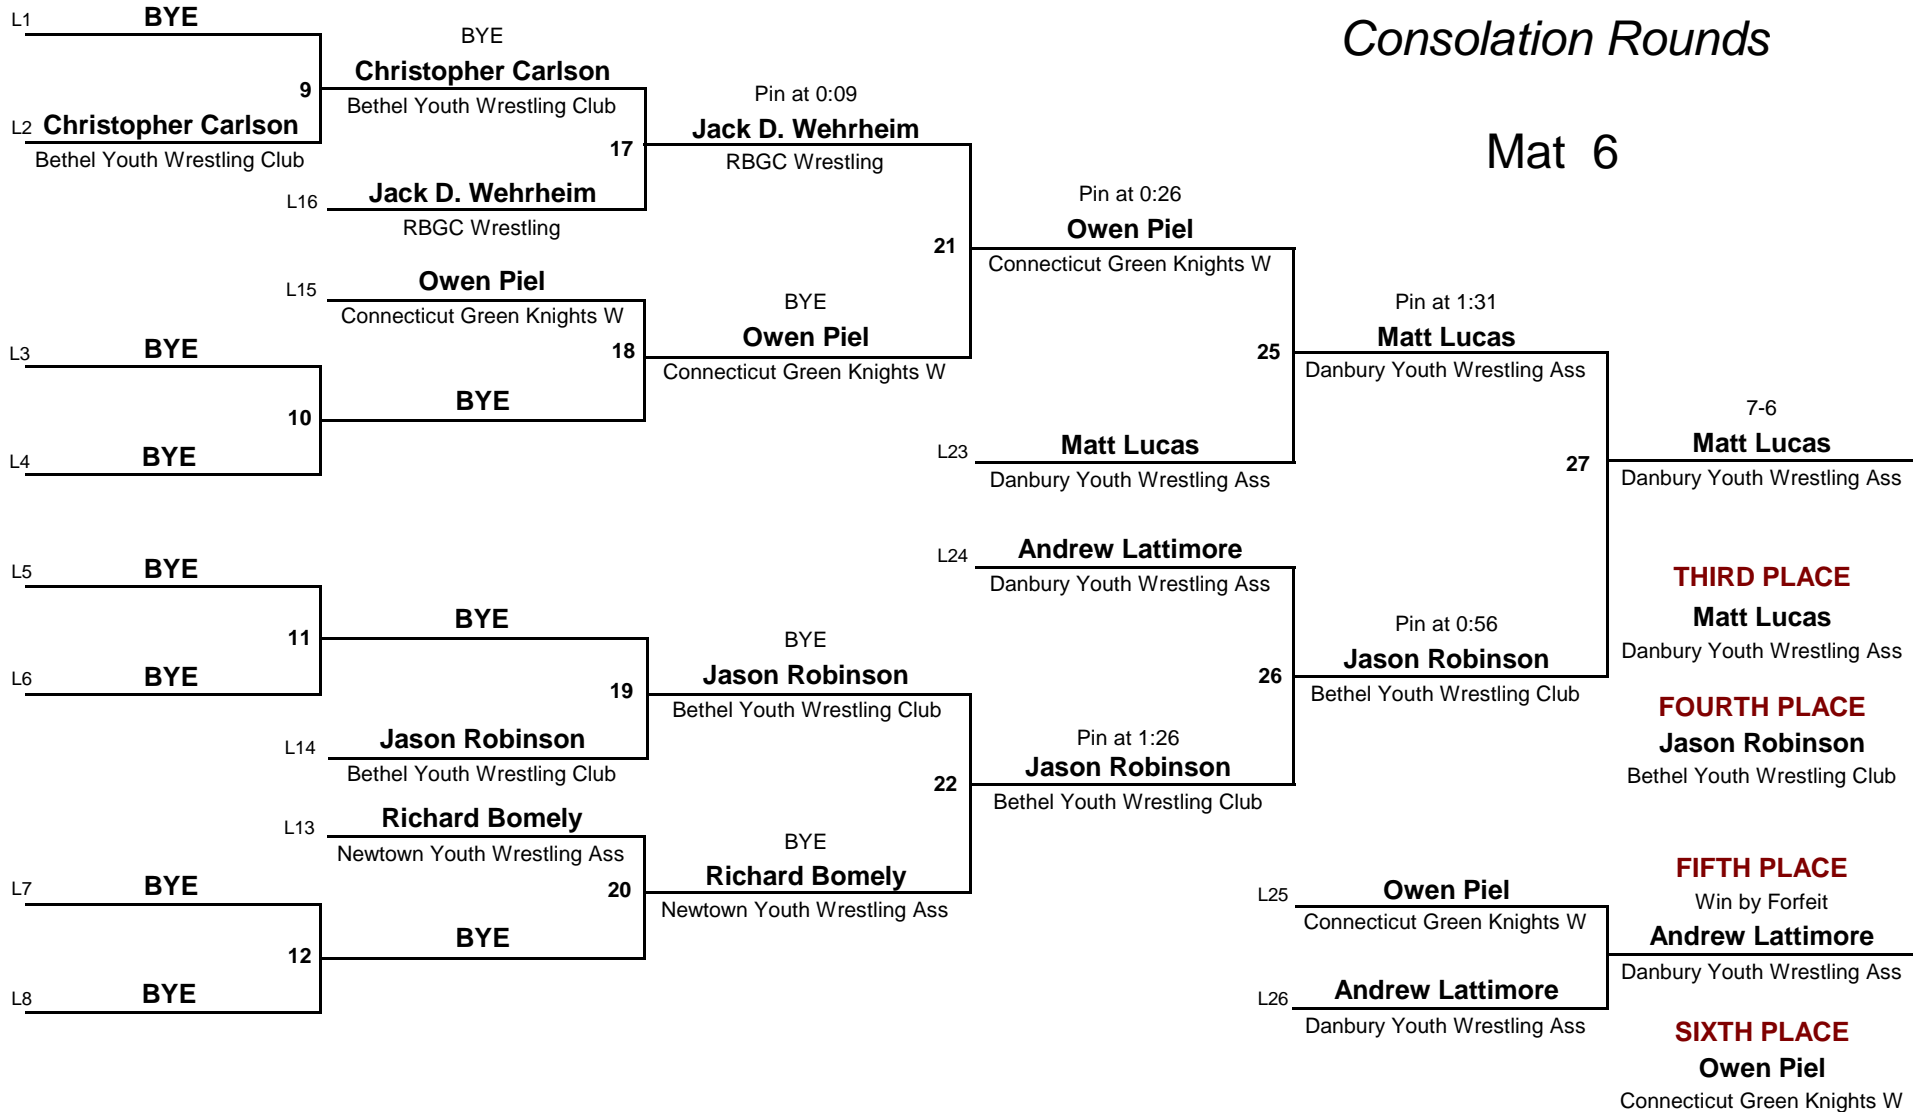 Consolation Rounds
Mat 6
L1 BYE
9
L2 Christopher Carlson
Bethel Youth Wrestling Club
BYE
Christopher Carlson
Bethel Youth Wrestling Club
17
L16 Jack D. Wehrheim
RBGC Wrestling
Pin at 0:09
Jack D. Wehrheim
RBGC Wrestling
L15 Owen Piel
Connecticut Green Knights W
18
L3 BYE
10
L4 BYE
BYE
BYE
Owen Piel
Connecticut Green Knights W
21
Pin at 0:26
Owen Piel
Connecticut Green Knights W
25
L23 Matt Lucas
Danbury Youth Wrestling Ass
Pin at 1:31
Matt Lucas
Danbury Youth Wrestling Ass
27
7-6
Matt Lucas
Danbury Youth Wrestling Ass
L5 BYE
11
L6 BYE
BYE
19
L14 Jason Robinson
Bethel Youth Wrestling Club
BYE
Jason Robinson
Bethel Youth Wrestling Club
L13 Richard Bomely
Newtown Youth Wrestling Ass
20
L7 BYE
12
L8 BYE
BYE
BYE
Richard Bomely
Newtown Youth Wrestling Ass
22
L24 Andrew Lattimore
Danbury Youth Wrestling Ass
26
Pin at 1:26
Jason Robinson
Bethel Youth Wrestling Club
Pin at 0:56
Jason Robinson
Bethel Youth Wrestling Club
THIRD PLACE
Matt Lucas
Danbury Youth Wrestling Ass
FOURTH PLACE
Jason Robinson
Bethel Youth Wrestling Club
L25 Owen Piel
Connecticut Green Knights W
L26 Andrew Lattimore
Danbury Youth Wrestling Ass
FIFTH PLACE
Win by Forfeit
Andrew Lattimore
Danbury Youth Wrestling Ass
SIXTH PLACE
Owen Piel
Connecticut Green Knights W